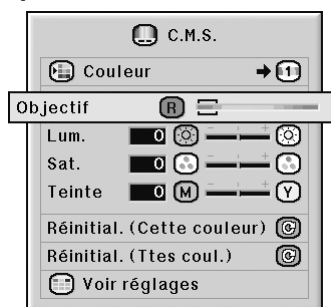 C.M.S.
Couleur 1
Objectif R
Lum. 0
Sat. 0
Teinte 0 M Y
Réinitial. (Cette couleur)
Réinitial. (Ttes coul.)
Voir réglages